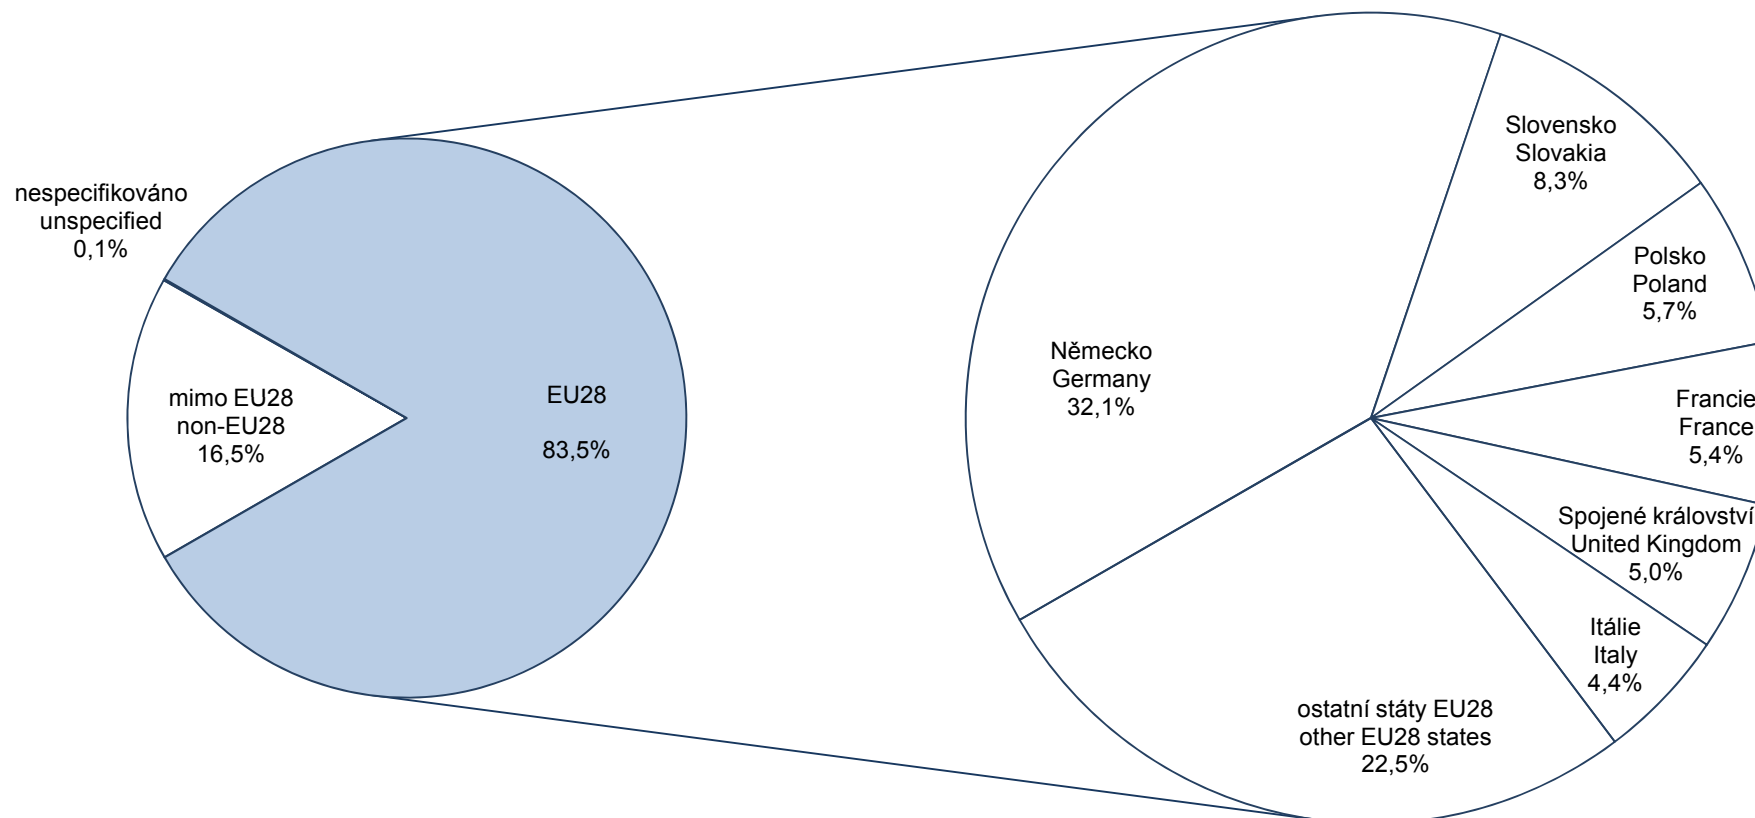 nespecifikováno
unspecified
0,1%
mimo EU28
non-EU28
16,5%
EU28
83,5%
Německo
Germany
32,1%
Slovensko
Slovakia
8,3%
Polsko
Poland
5,7%
Francie
France
5,4%
Spojené království
United Kingdom
5,0%
Itálie
Italy
4,4%
ostatní státy EU28
other EU28 states
22,5%